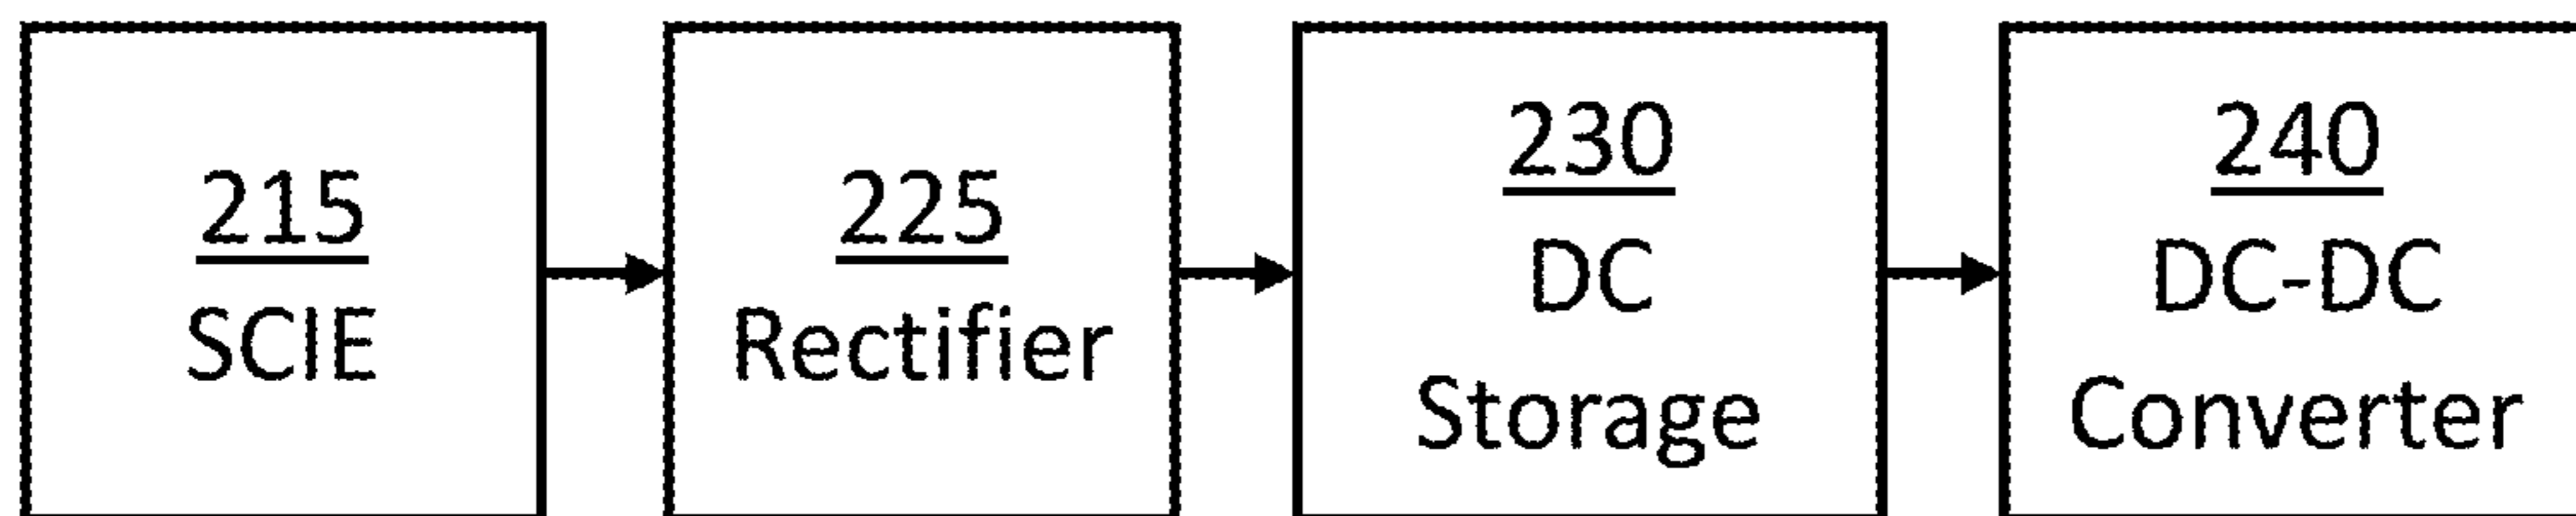 215
SCIE
225
Rectifier
230
DC
Storage
240
DC-DC
Converter